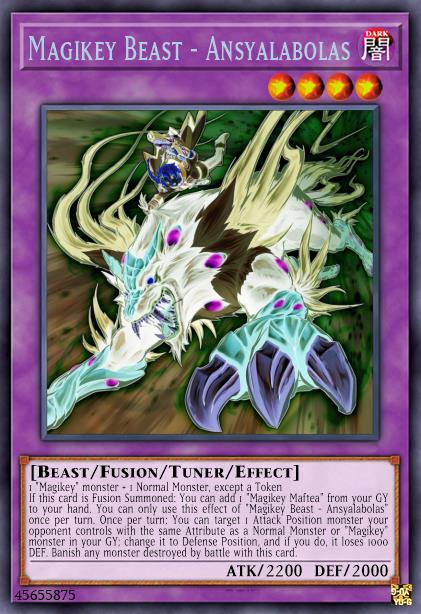 MAGIKEY BEAST - ANSYALABOLAS
DARK
闇
[BEAST/FUSION/TUNER/EFFECT]
1 "Magikey" monster + 1 Normal Monster, except a Token
If this card is Fusion Summoned: You can add 1 "Magikey Maftea" from your GY
to your hand. You can only use this effect of "Magikey Beast - Ansyalabolas"
once per turn. Once per turn: You can target 1 Attack Position monster your
opponent controls with the same Attribute as a Normal Monster or "Magikey"
monster in your GY; change it to Defense Position, and if you do, it loses 1000
DEF. Banish any monster destroyed by battle with this card.
ATK/2200 DEF/2000
45655875